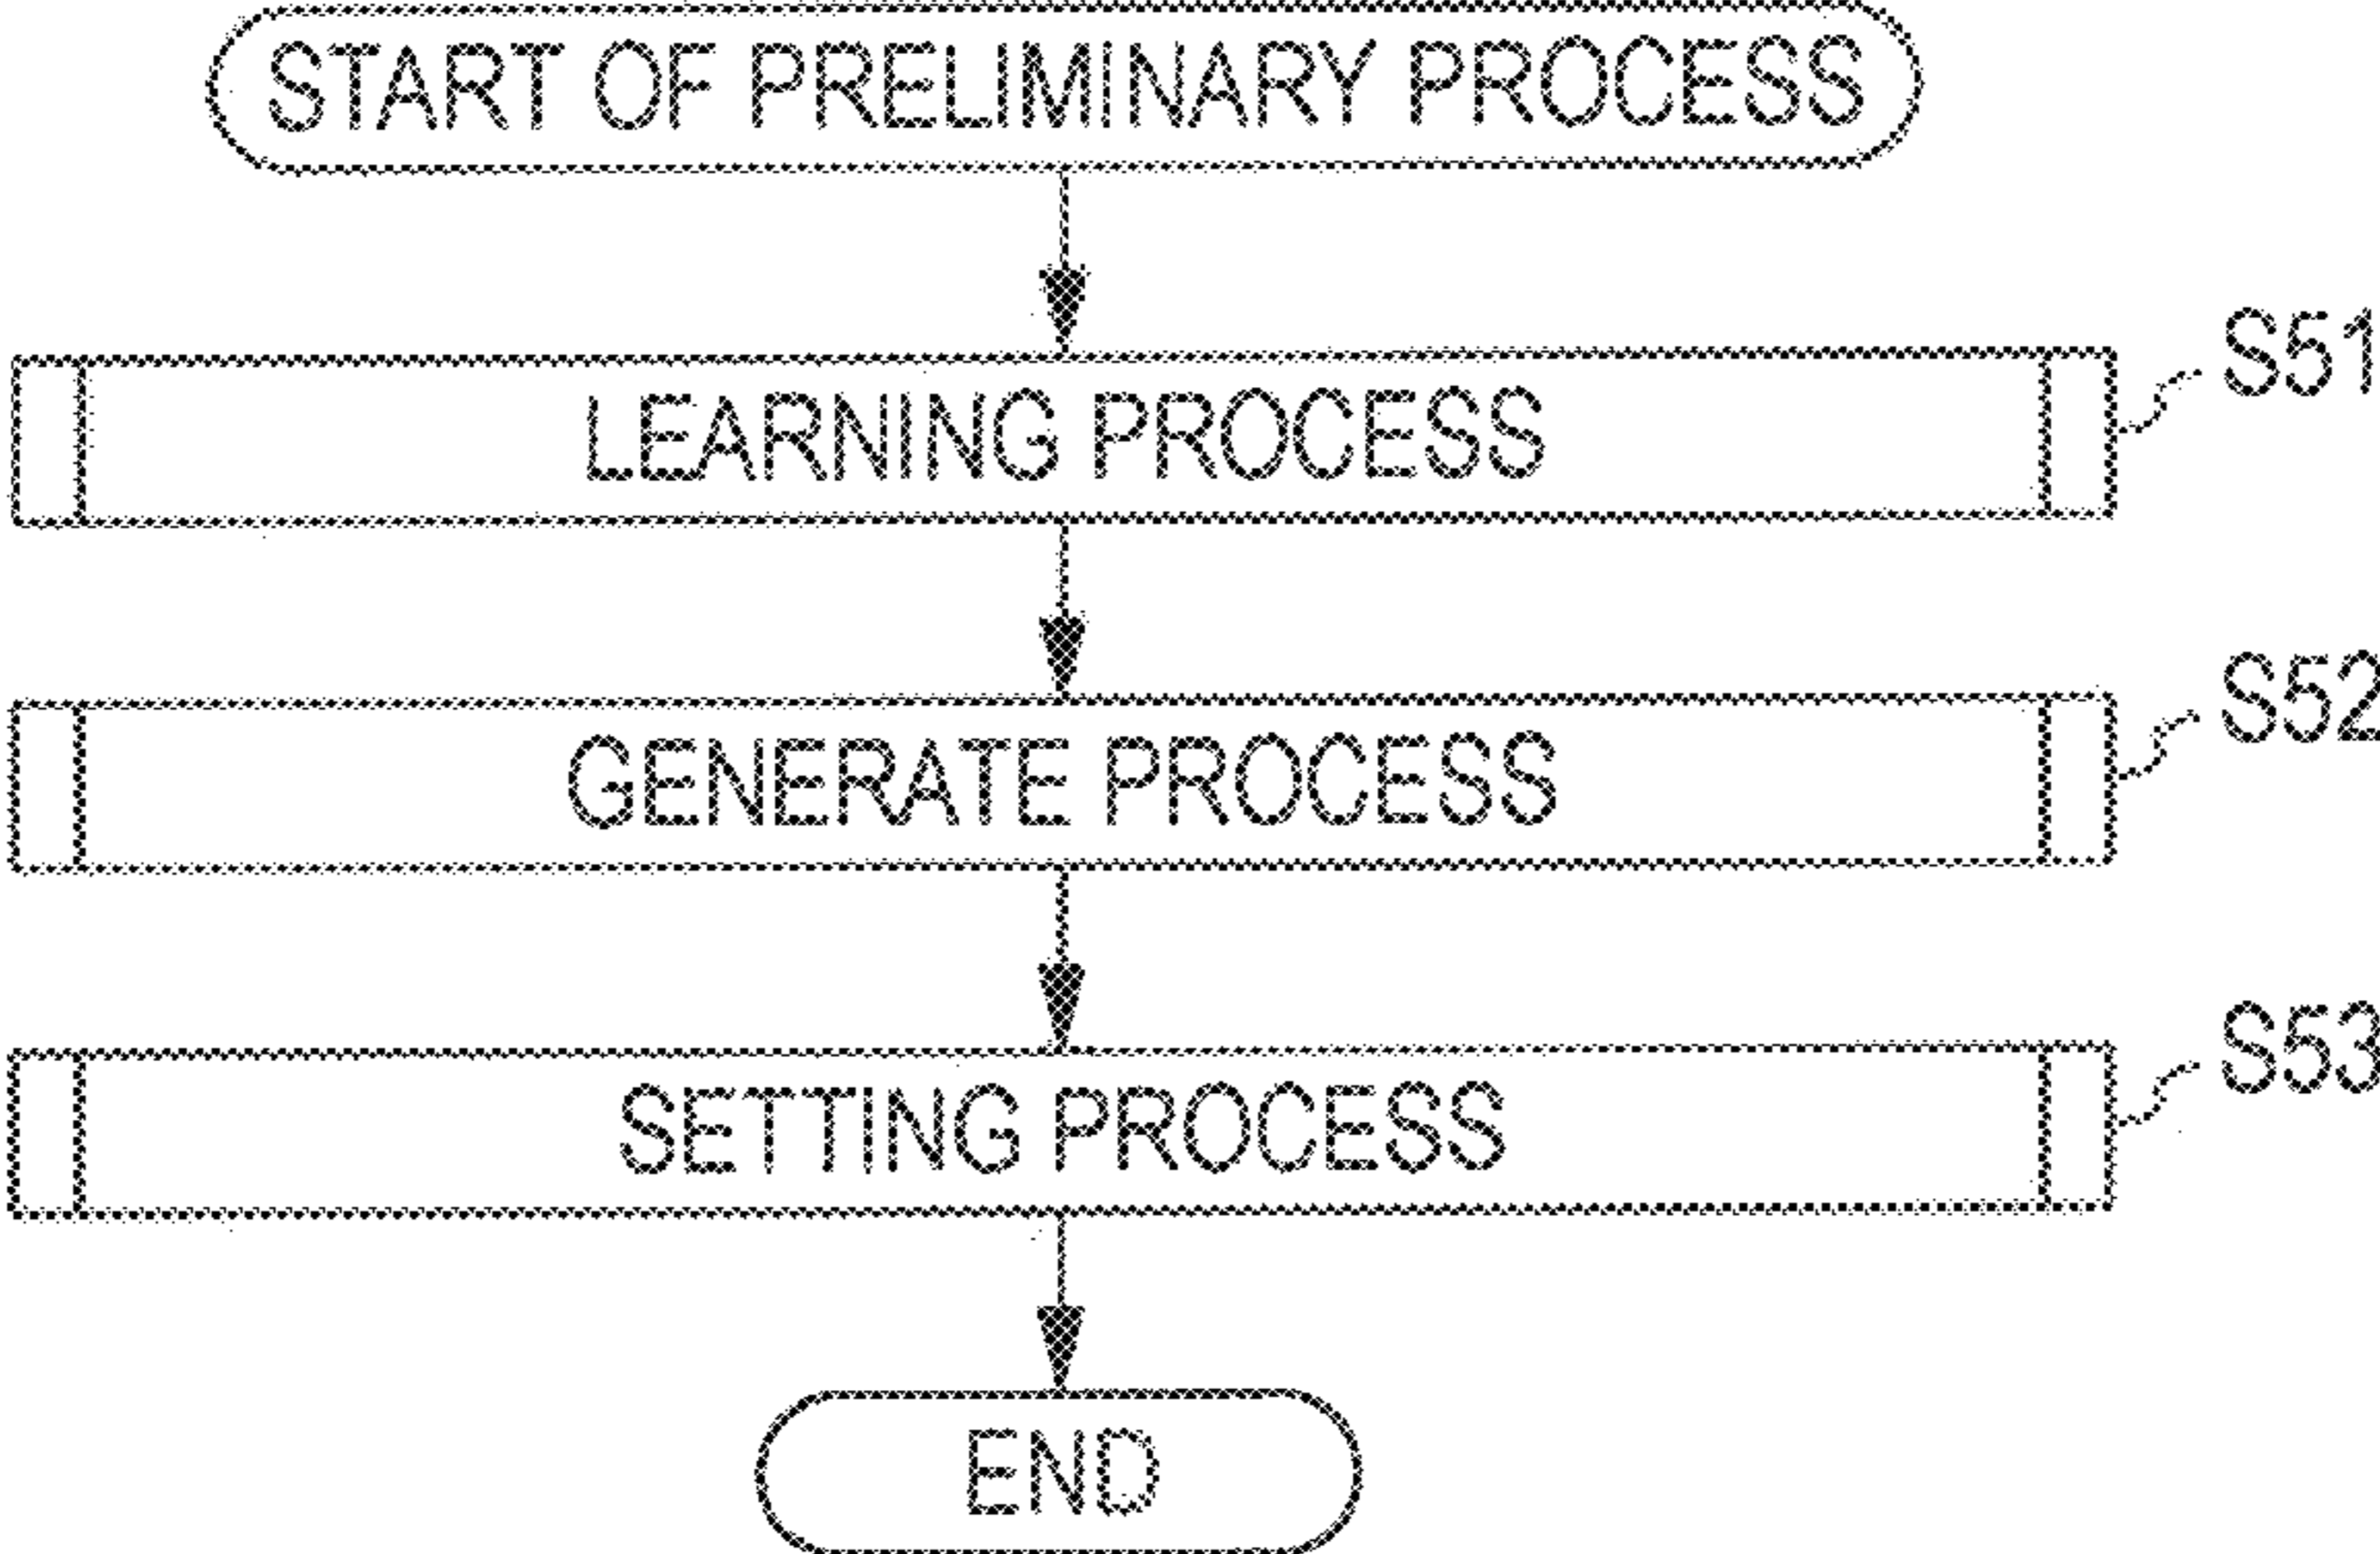 START OF PRELIMINARY PROCESS
LEARNING PROCESS
S51
GENERATE PROCESS
S52
SETTING PROCESS
S53
END